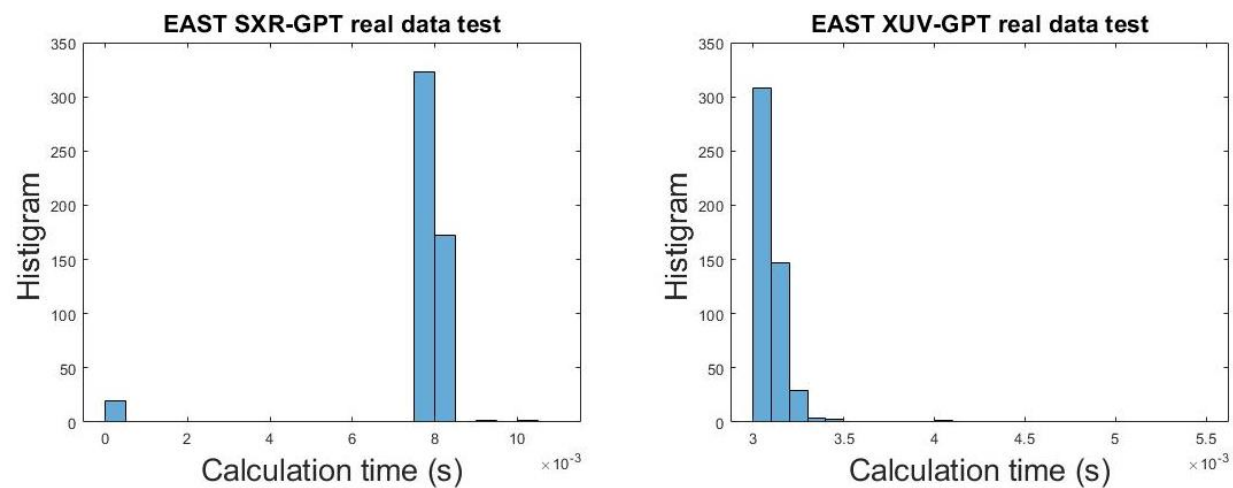 EAST SXR-GPT real data test
350
300
250
200
150
100
50
0
Histigram
0 2 4 6 8 10
×10⁻³
Calculation time (s)
EAST XUV-GPT real data test
350
300
250
200
150
100
50
0
Histigram
3 3.5 4 4.5 5 5.5
×10⁻³
Calculation time (s)